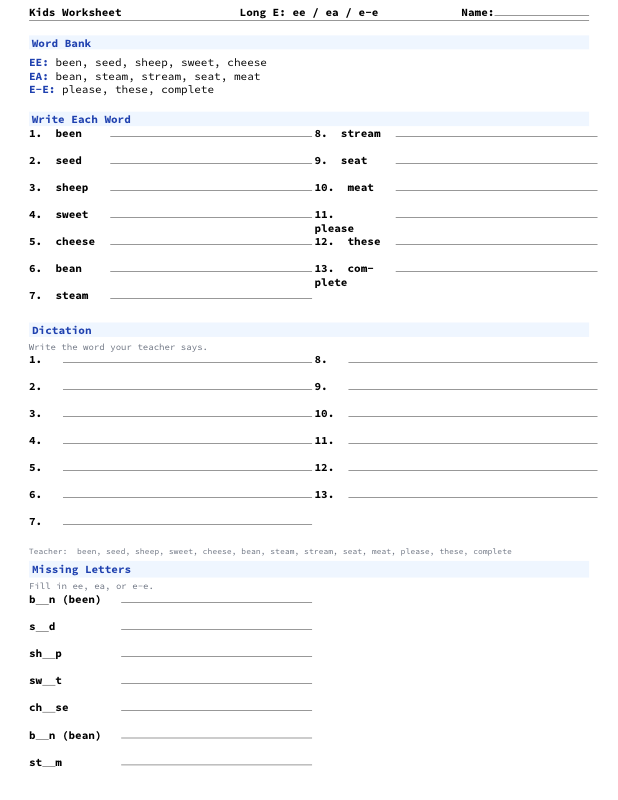 Kids Worksheet Long E: ee / ea / e-e Name:
Word Bank
EE: been, seed, sheep, sweet, cheese
EA: bean, steam, stream, seat, meat
E-E: please, these, complete
Write Each Word
1. been
2. seed
3. sheep
4. sweet
5. cheese
6. bean
7. steam
8. stream
9. seat
10. meat
11.
please
12. these
13. com-
plete
Dictation
Write the word your teacher says.
1.
2.
3.
4.
5.
6.
7.
8.
9.
10.
11.
12.
13.
Teacher: been, seed, sheep, sweet, cheese, bean, steam, stream, seat, meat, please, these, complete
Missing Letters
Fill in ee, ea, or e-e.
b__n (been)
s__d
sh__p
sw__t
ch__se
b__n (bean)
st__m